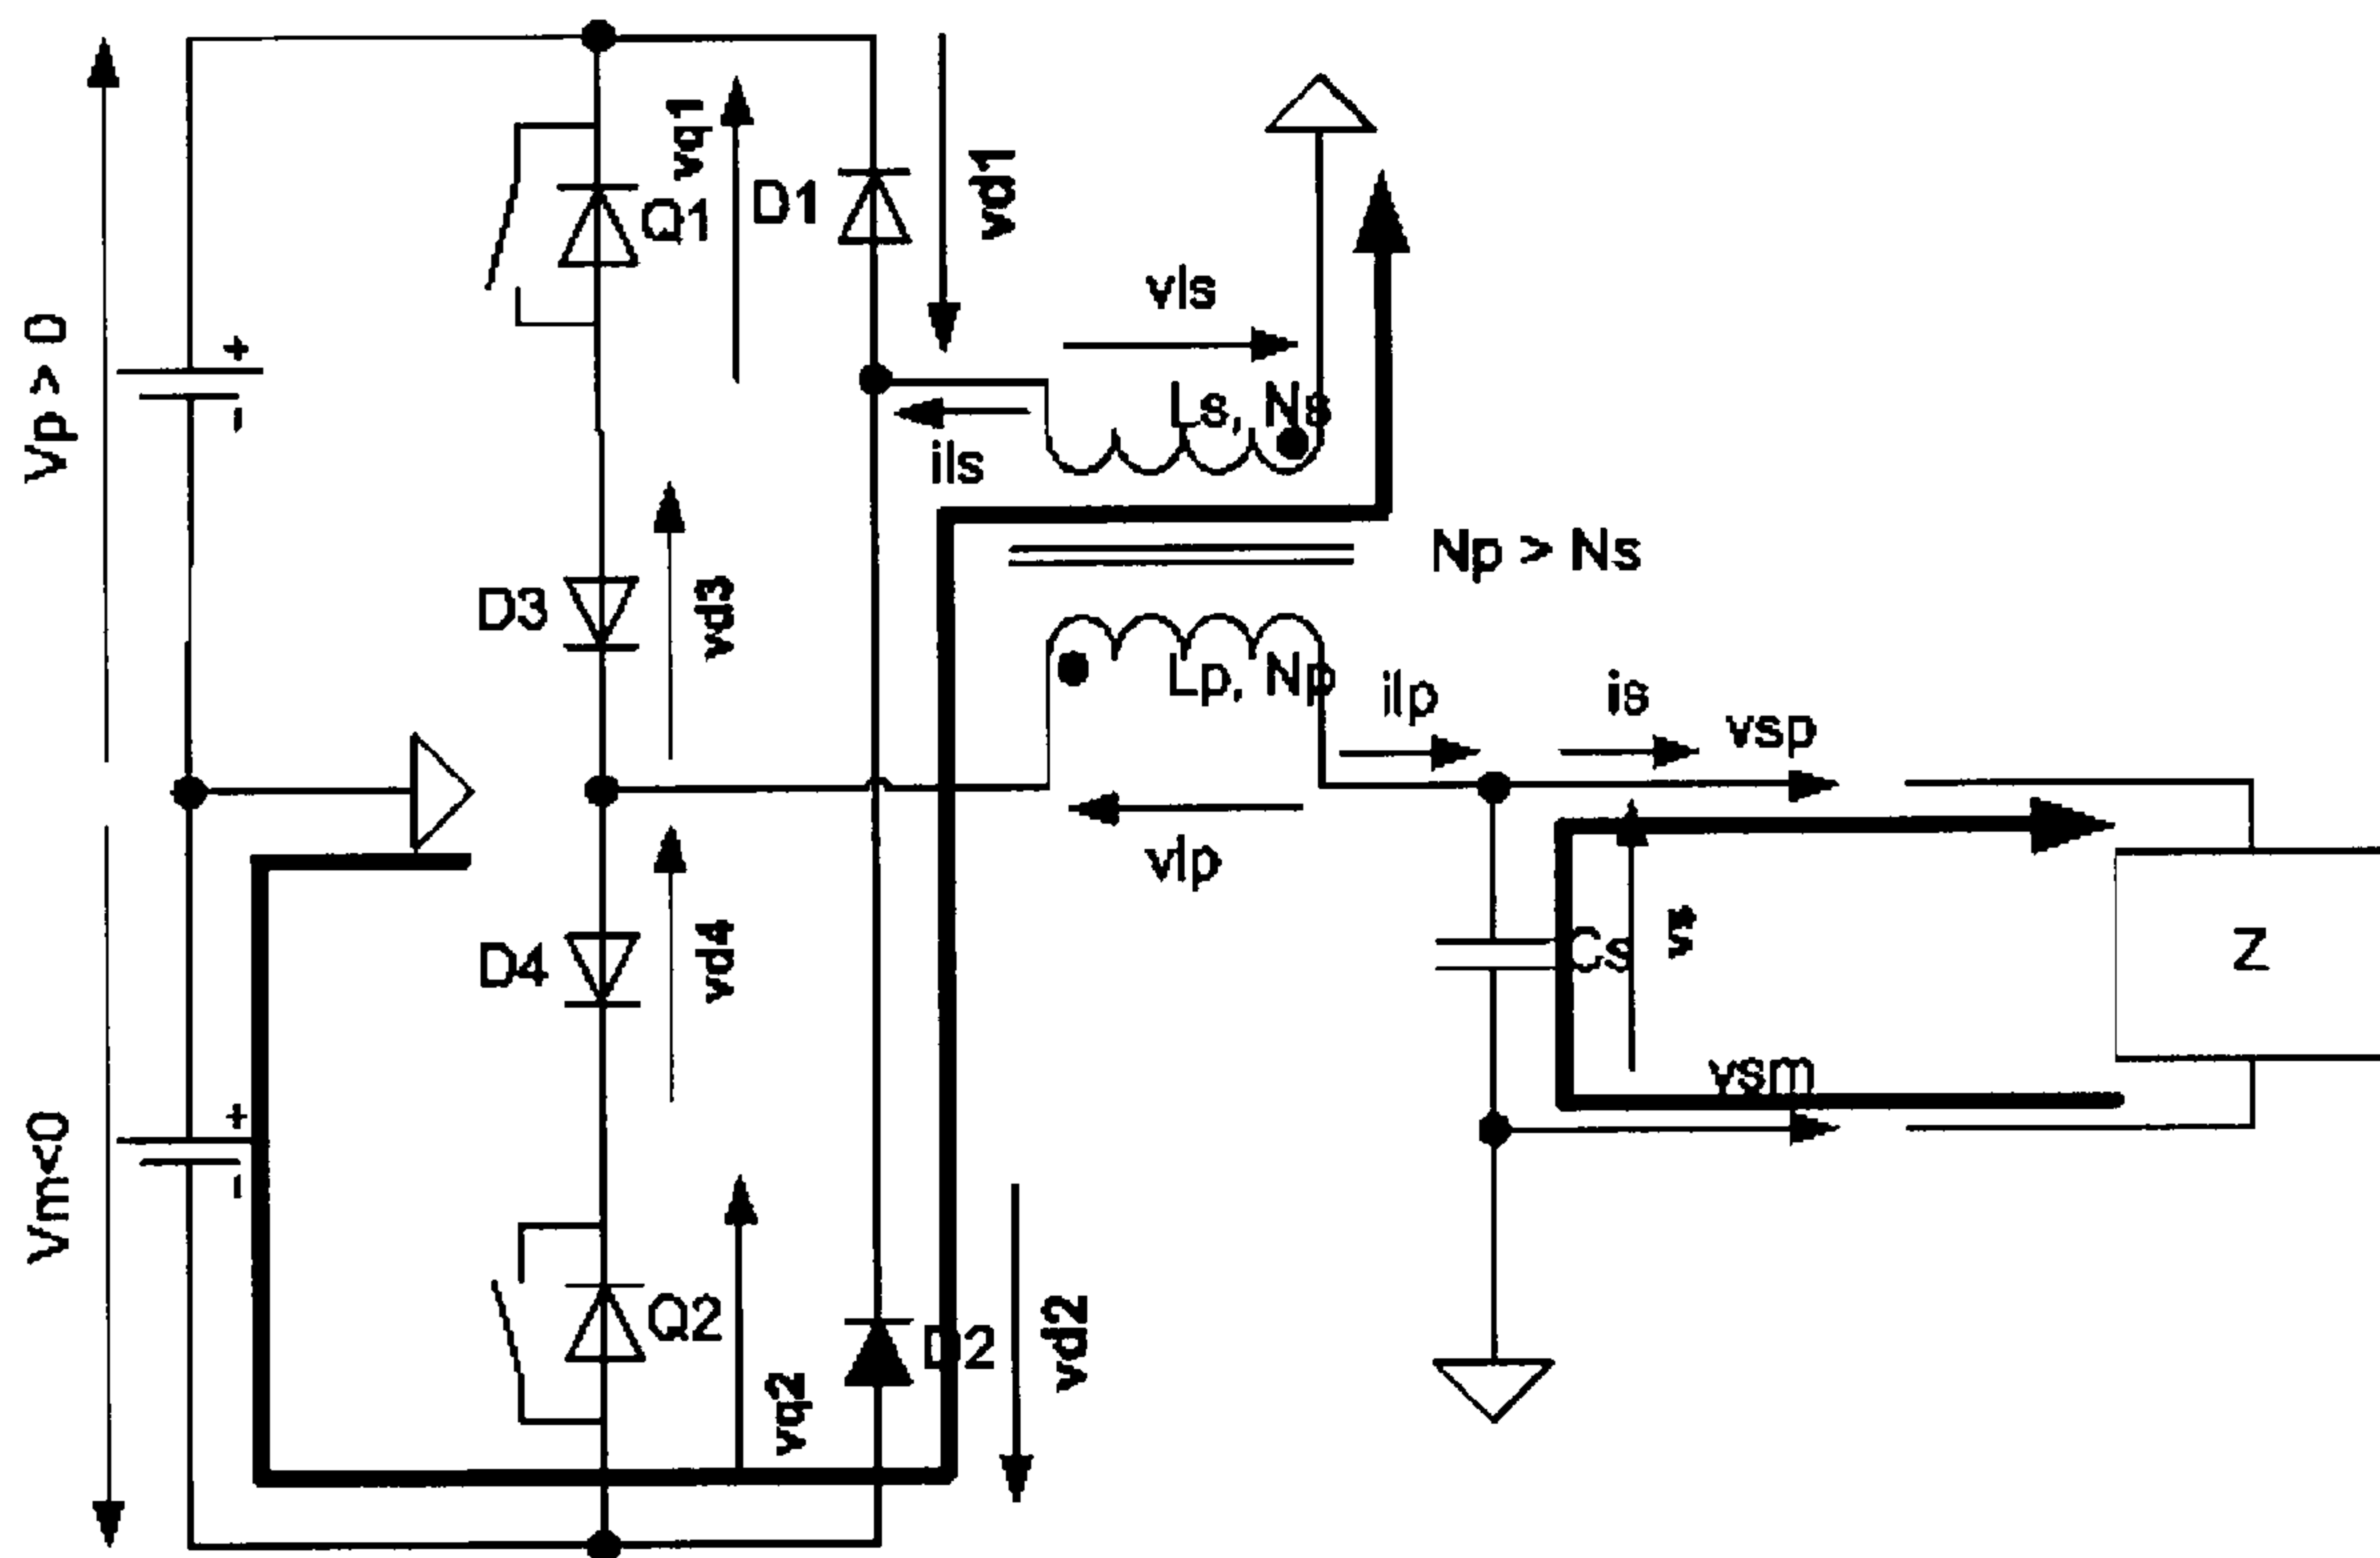 Vp > 0
Vm<0
+
-
+
-
vq1
Q1
D1
vd1
vls
Ls, Ns
ils
Np > Ns
D3
vd3
Lp, Np
ilp
is
vsp
vlp
D4
vd4
Cs
Z
vsm
Q2
vq2
D2
vd2